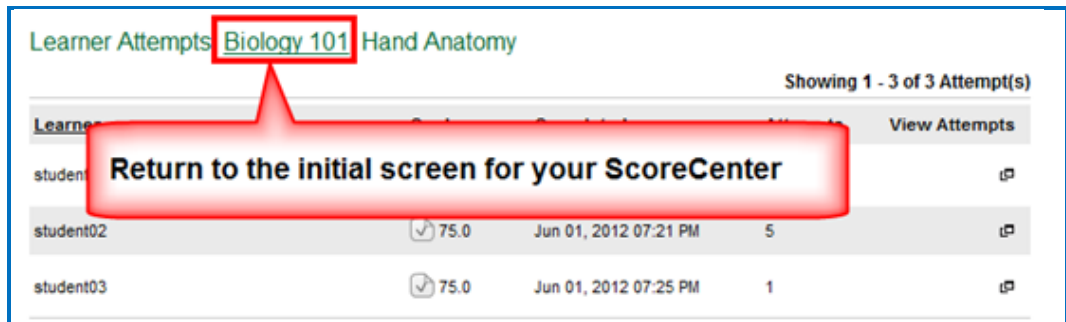 Learner Attempts Biology 101 Hand Anatomy
Showing 1 - 3 of 3 Attempt(s)
View Attempts
Return to the initial screen for your ScoreCenter
student02 75.0 Jun 01, 2012 07:21 PM 5
student03 75.0 Jun 01, 2012 07:25 PM 1